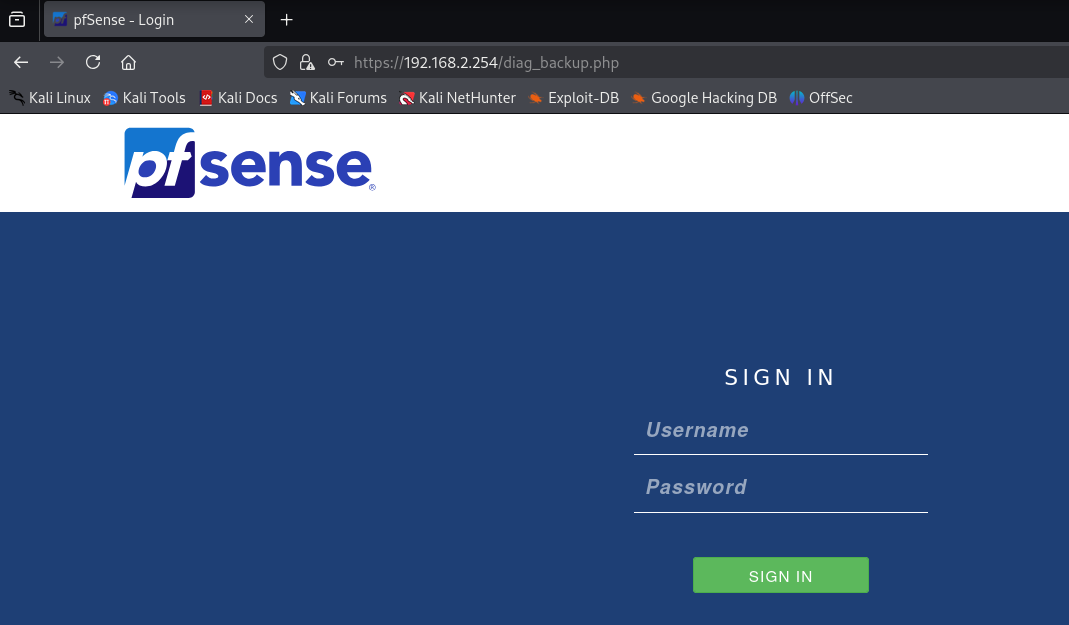 pfSense - Login
https://192.168.2.254/diag_backup.php
Kali Linux Kali Tools Kali Docs Kali Forums Kali NetHunter Exploit-DB Google Hacking DB OffSec
pfsense®
SIGN IN
Username
Password
SIGN IN